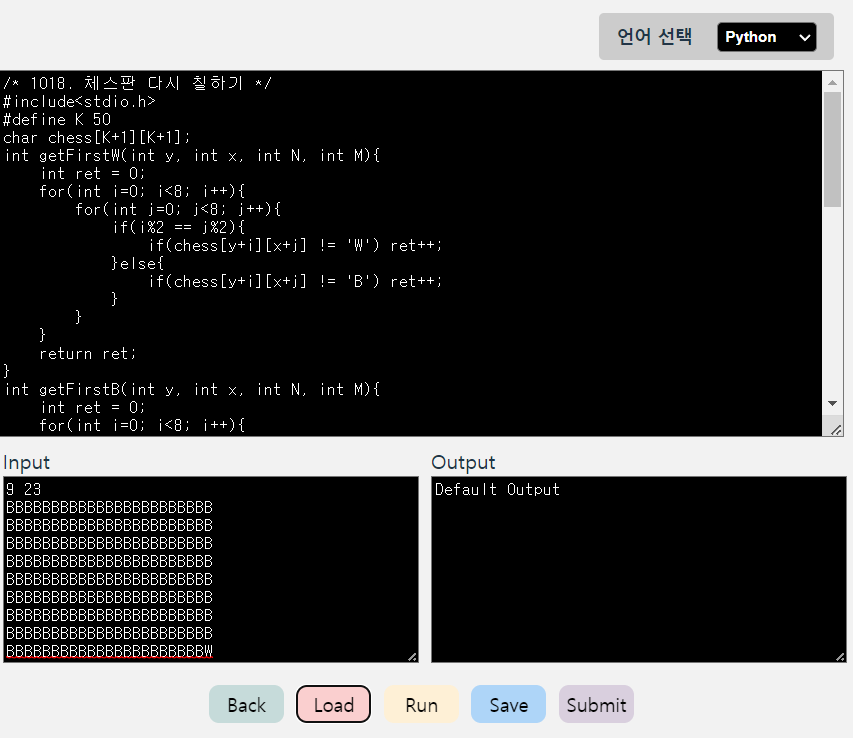 언어 선택 Python
/* 1018. 체스판 다시 칠하기 */
#include<stdio.h>
#define K 50
char chess[K+1][K+1];
int getFirstW(int y, int x, int N, int M){
    int ret = 0;
    for(int i=0; i<8; i++){
        for(int j=0; j<8; j++){
            if(i%2 == j%2){
                if(chess[y+i][x+j] != 'W') ret++;
            }else{
                if(chess[y+i][x+j] != 'B') ret++;
            }
        }
    }
    return ret;
}
int getFirstB(int y, int x, int N, int M){
    int ret = 0;
    for(int i=0; i<8; i++){
Input
9 23
BBBBBBBBBBBBBBBBBBBBBBB
BBBBBBBBBBBBBBBBBBBBBBB
BBBBBBBBBBBBBBBBBBBBBBB
BBBBBBBBBBBBBBBBBBBBBBB
BBBBBBBBBBBBBBBBBBBBBBB
BBBBBBBBBBBBBBBBBBBBBBB
BBBBBBBBBBBBBBBBBBBBBBB
BBBBBBBBBBBBBBBBBBBBBBB
BBBBBBBBBBBBBBBBBBBBBBW
Output
Default Output
Back Load Run Save Submit